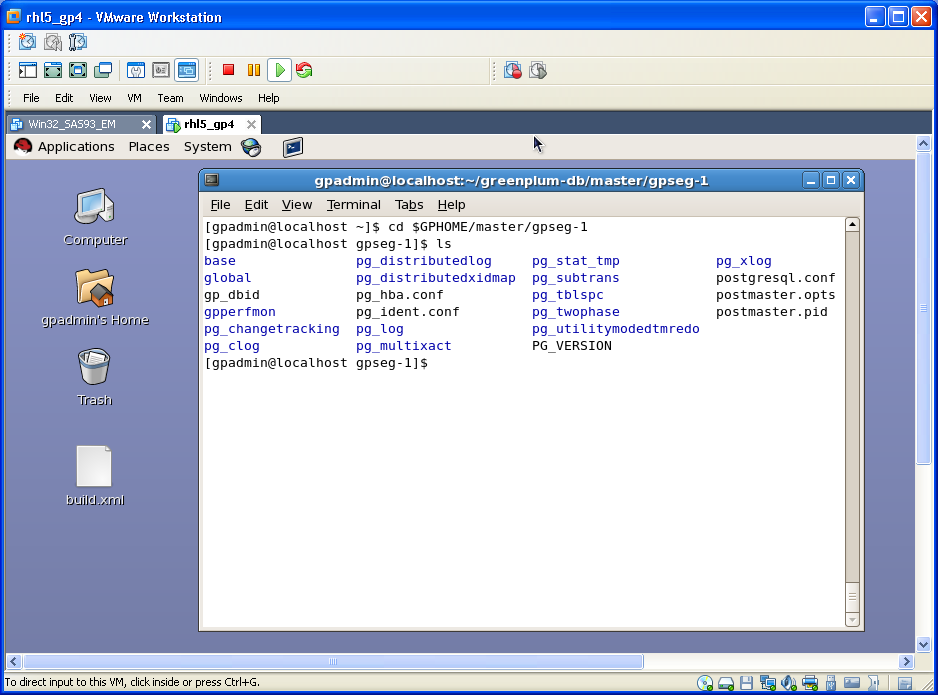 rhl5_gp4 - VMware Workstation
File Edit View VM Team Windows Help
Win32_SAS93_EM rhl5_gp4
Applications Places System
gpadmin@localhost:~/greenplum-db/master/gpseg-1
File Edit View Terminal Tabs Help
[gpadmin@localhost ~]$ cd $GPHOME/master/gpseg-1
[gpadmin@localhost gpseg-1]$ ls
base pg_distributedlog pg_stat_tmp pg_xlog
global pg_distributedxidmap pg_subtrans postgresql.conf
gp_dbid pg_hba.conf pg_tblspc postmaster.opts
gpperfmon pg_ident.conf pg_twophase postmaster.pid
pg_changetracking pg_log pg_utilitymodedtmredo
pg_clog pg_multixact PG_VERSION
[gpadmin@localhost gpseg-1]$
Computer
gpadmin's Home
Trash
build.xml
To direct input to this VM, click inside or press Ctrl+G.